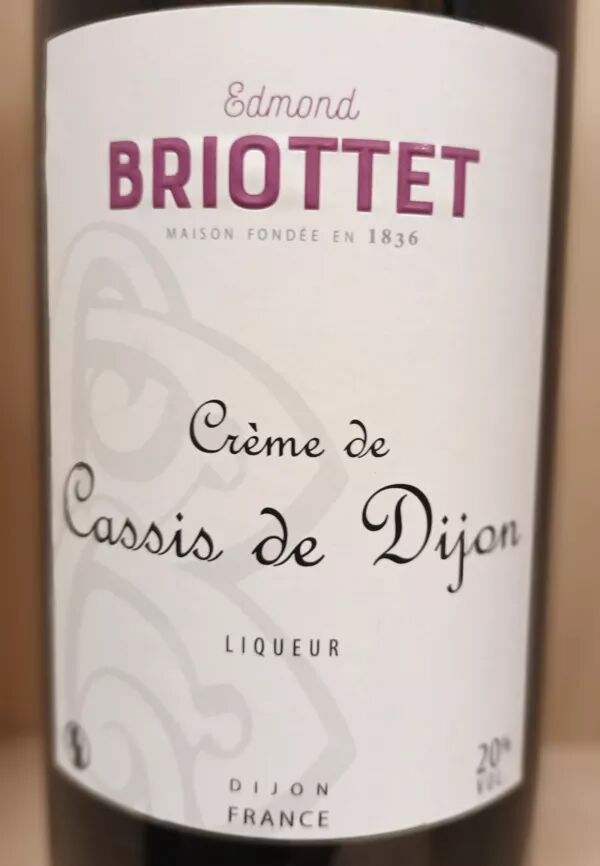 Edmond
BRIOTTET
MAISON FONDÉE EN 1836
Crème de
Cassis de Dijon
LIQUEUR
20%
VOL.
DIJON
FRANCE